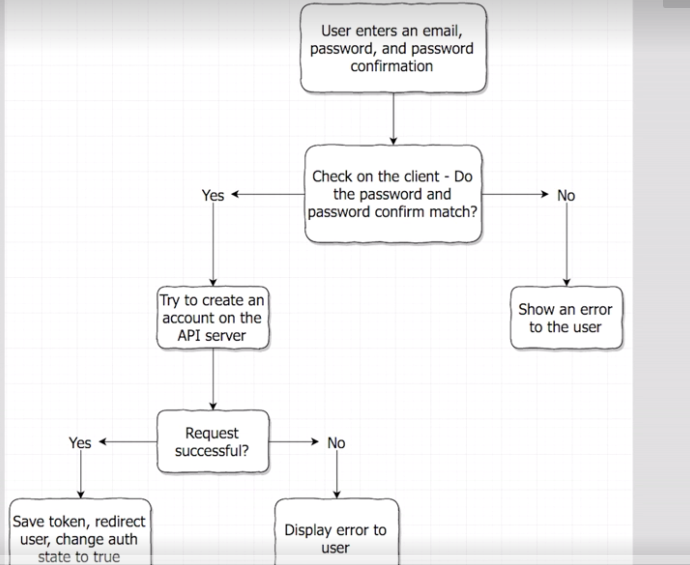 User enters an email,
password, and password
confirmation
Check on the client - Do
the password and
password confirm match?
Yes
No
Try to create an
account on the
API server
Show an error
to the user
Request
successful?
Yes
No
Save token, redirect
user, change auth
state to true
Display error to
user